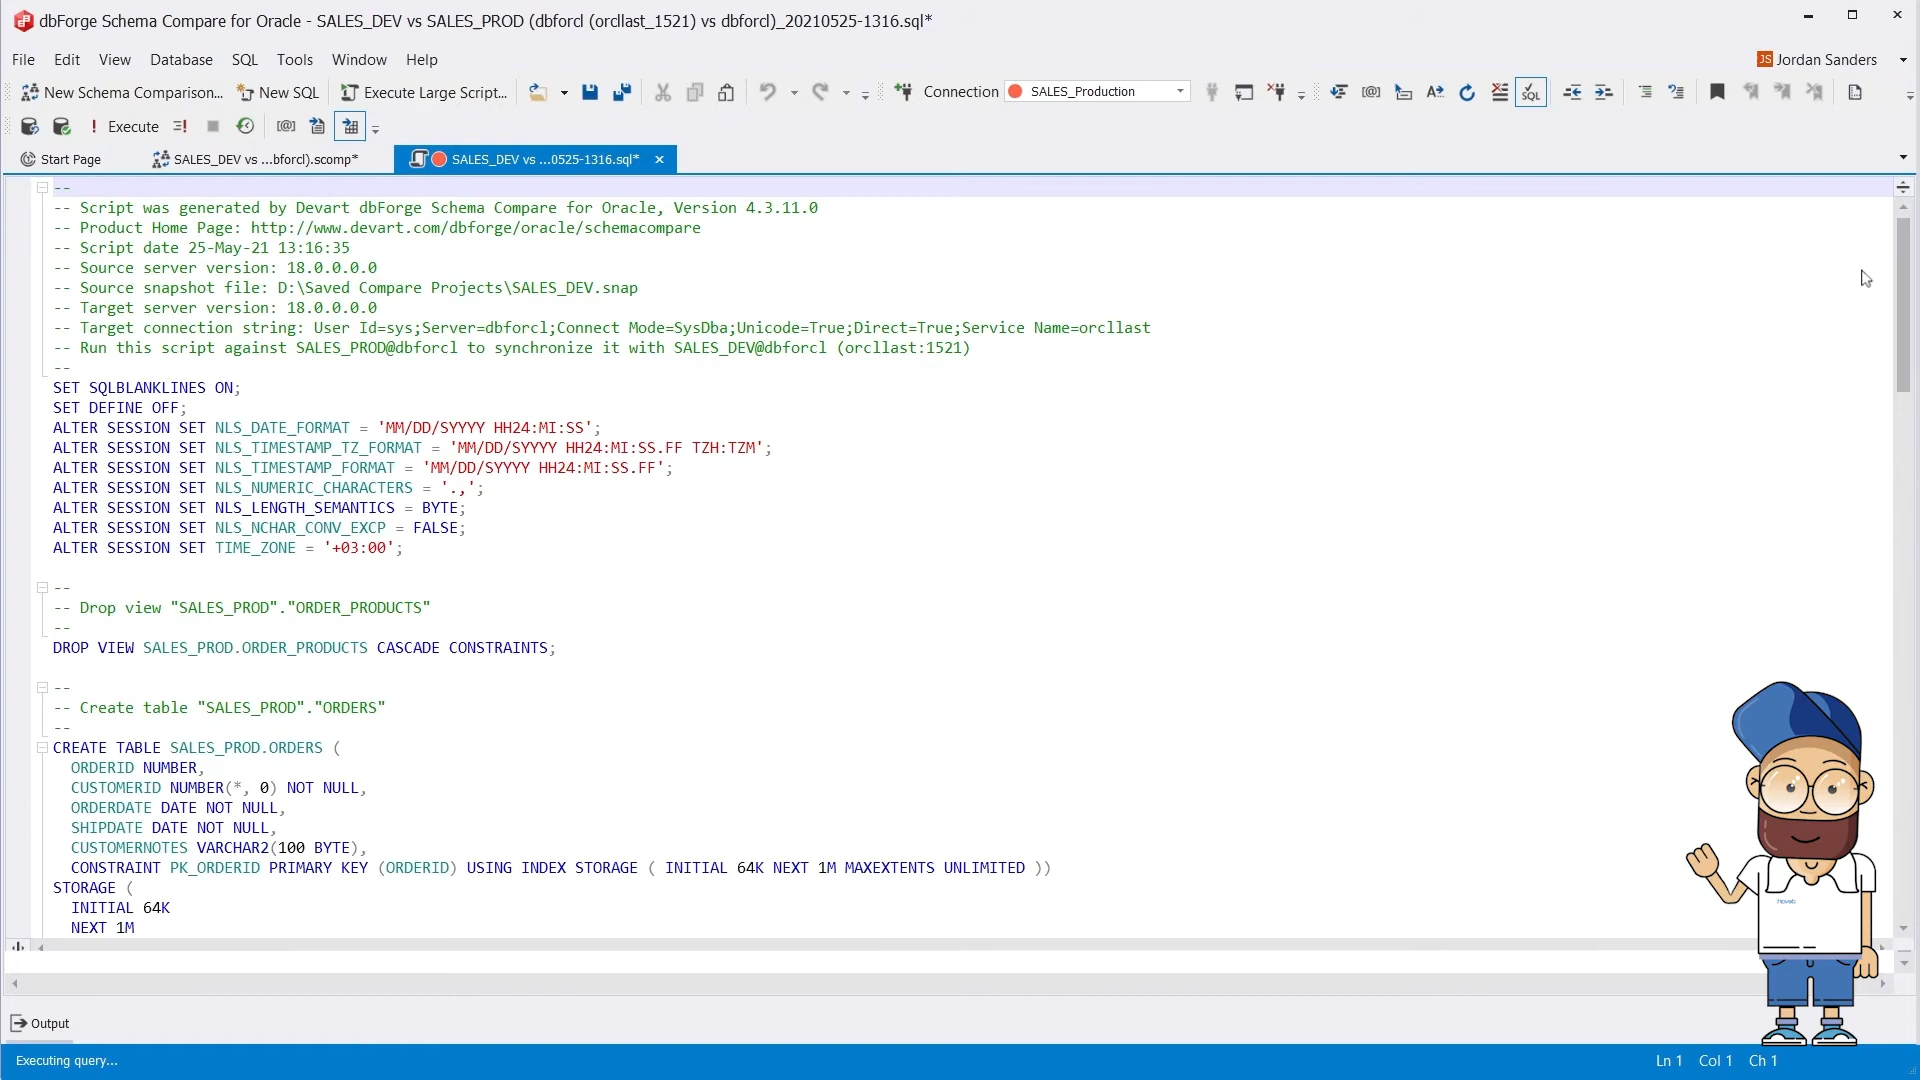 dbForge Schema Compare for Oracle - SALES_DEV vs SALES_PROD (dbforcl (orcllast_1521) vs dbforcl)_20210525-1316.sql*
File Edit View Database SQL Tools Window Help
JS Jordan Sanders
New Schema Comparison... New SQL Execute Large Script... Connection SALES_Production
Execute
Start Page SALES_DEV vs ...bforcl).scomp* SALES_DEV vs ...0525-1316.sql*
--
-- Script was generated by Devart dbForge Schema Compare for Oracle, Version 4.3.11.0
-- Product Home Page: http://www.devart.com/dbforge/oracle/schemacompare
-- Script date 25-May-21 13:16:35
-- Source server version: 18.0.0.0.0
-- Source snapshot file: D:\Saved Compare Projects\SALES_DEV.snap
-- Target server version: 18.0.0.0.0
-- Target connection string: User Id=sys;Server=dbforcl;Connect Mode=SysDba;Unicode=True;Direct=True;Service Name=orcllast
-- Run this script against SALES_PROD@dbforcl to synchronize it with SALES_DEV@dbforcl (orcllast:1521)
--
SET SQLBLANKLINES ON;
SET DEFINE OFF;
ALTER SESSION SET NLS_DATE_FORMAT = 'MM/DD/SYYYY HH24:MI:SS';
ALTER SESSION SET NLS_TIMESTAMP_TZ_FORMAT = 'MM/DD/SYYYY HH24:MI:SS.FF TZH:TZM';
ALTER SESSION SET NLS_TIMESTAMP_FORMAT = 'MM/DD/SYYYY HH24:MI:SS.FF';
ALTER SESSION SET NLS_NUMERIC_CHARACTERS = '.,';
ALTER SESSION SET NLS_LENGTH_SEMANTICS = BYTE;
ALTER SESSION SET NLS_NCHAR_CONV_EXCP = FALSE;
ALTER SESSION SET TIME_ZONE = '+03:00';
--
-- Drop view "SALES_PROD"."ORDER_PRODUCTS"
--
DROP VIEW SALES_PROD.ORDER_PRODUCTS CASCADE CONSTRAINTS;
--
-- Create table "SALES_PROD"."ORDERS"
--
CREATE TABLE SALES_PROD.ORDERS (
ORDERID NUMBER,
CUSTOMERID NUMBER(*, 0) NOT NULL,
ORDERDATE DATE NOT NULL,
SHIPDATE DATE NOT NULL,
CUSTOMERNOTES VARCHAR2(100 BYTE),
CONSTRAINT PK_ORDERID PRIMARY KEY (ORDERID) USING INDEX STORAGE ( INITIAL 64K NEXT 1M MAXEXTENTS UNLIMITED ))
STORAGE (
INITIAL 64K
NEXT 1M
Output
Executing query...
Ln 1 Col 1 Ch 1